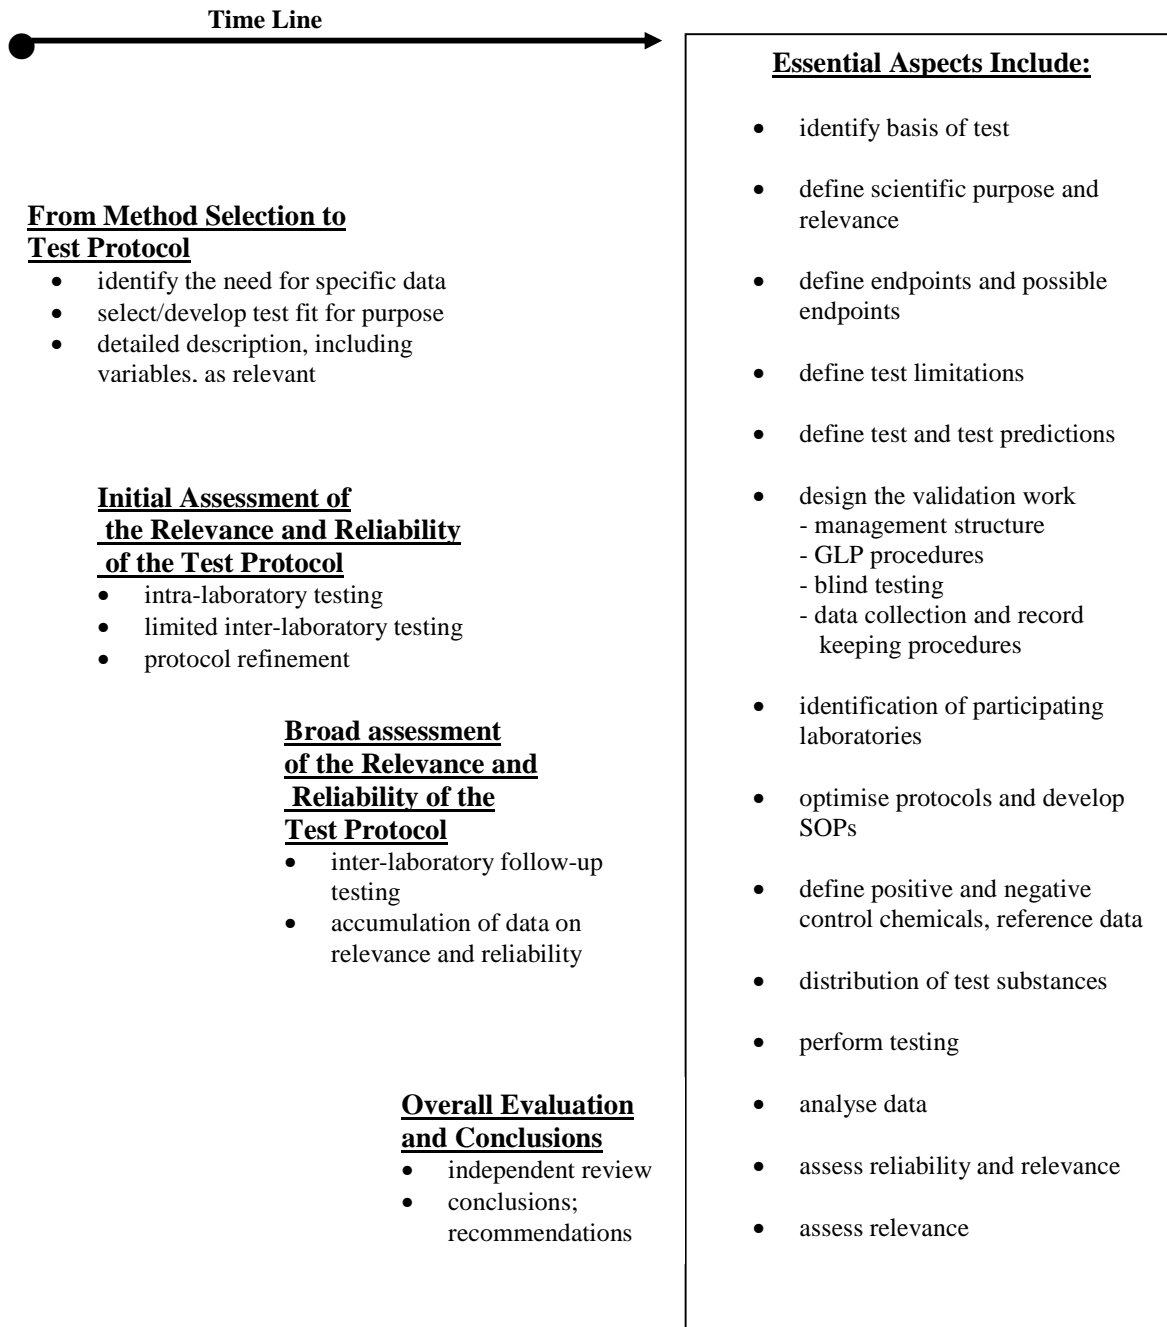 Time Line
From Method Selection to
Test Protocol
• identify the need for specific data
• select/develop test fit for purpose
• detailed description, including
variables, as relevant
Initial Assessment of
the Relevance and Reliability
of the Test Protocol
• intra-laboratory testing
• limited inter-laboratory testing
• protocol refinement
Broad assessment
of the Relevance and
Reliability of the
Test Protocol
• inter-laboratory follow-up
testing
• accumulation of data on
relevance and reliability
Overall Evaluation
and Conclusions
• independent review
• conclusions;
recommendations
Essential Aspects Include:
• identify basis of test
• define scientific purpose and
relevance
• define endpoints and possible
endpoints
• define test limitations
• define test and test predictions
• design the validation work
- management structure
- GLP procedures
- blind testing
- data collection and record
keeping procedures
• identification of participating
laboratories
• optimise protocols and develop
SOPs
• define positive and negative
control chemicals, reference data
• distribution of test substances
• perform testing
• analyse data
• assess reliability and relevance
• assess relevance